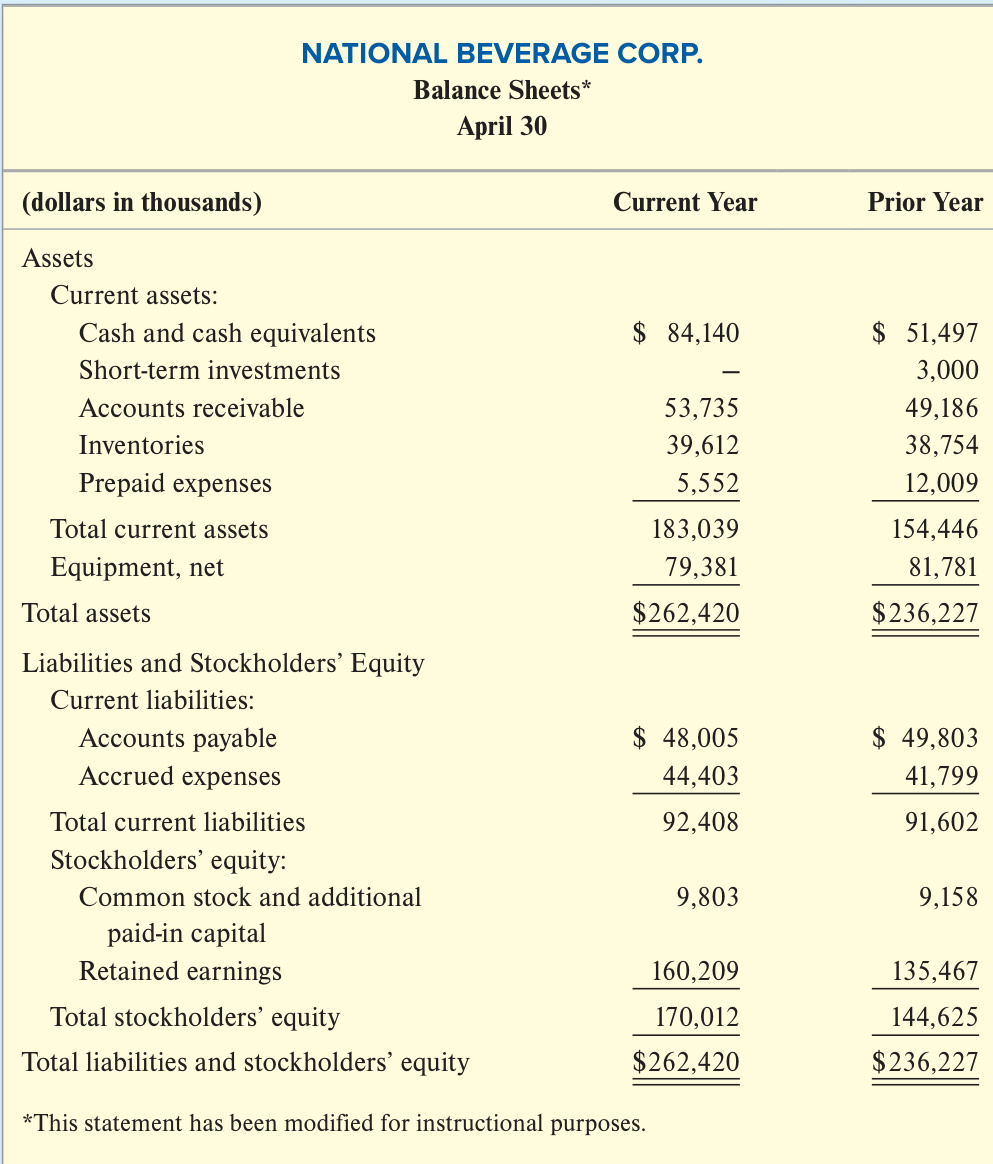 NATIONAL BEVERAGE CORP.
Balance Sheets*
April 30
(dollars in thousands) Current Year Prior Year
Assets
Current assets:
Cash and cash equivalents $ 84,140 $ 51,497
Short-term investments — 3,000
Accounts receivable 53,735 49,186
Inventories 39,612 38,754
Prepaid expenses 5,552 12,009
Total current assets 183,039 154,446
Equipment, net 79,381 81,781
Total assets $262,420 $236,227
Liabilities and Stockholders’ Equity
Current liabilities:
Accounts payable $ 48,005 $ 49,803
Accrued expenses 44,403 41,799
Total current liabilities 92,408 91,602
Stockholders’ equity:
Common stock and additional 9,803 9,158
paid-in capital
Retained earnings 160,209 135,467
Total stockholders’ equity 170,012 144,625
Total liabilities and stockholders’ equity $262,420 $236,227
*This statement has been modified for instructional purposes.